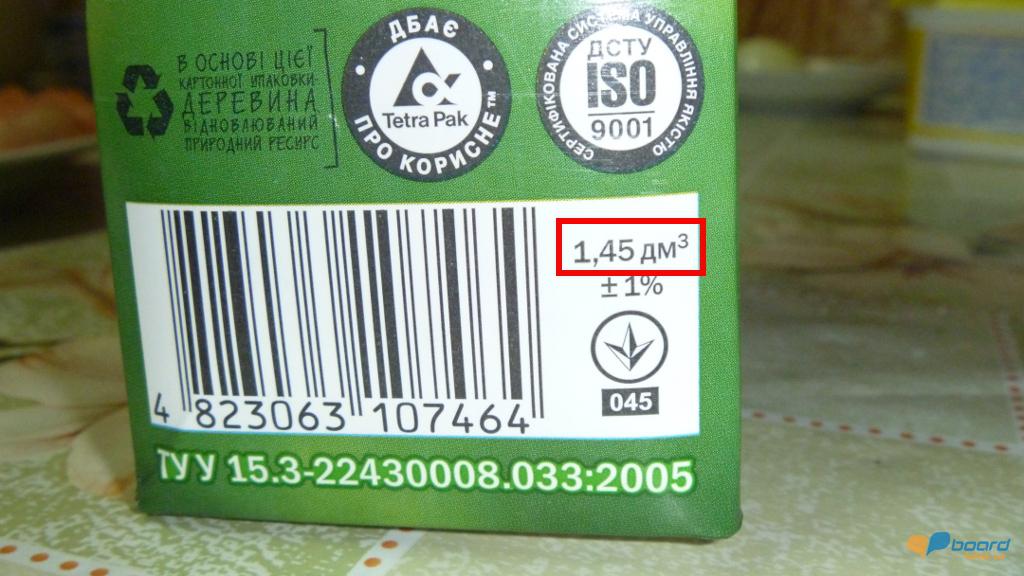 В ОСНОВІ ЦІЄЇ
КАРТОННОЇ УПАКОВКИ-
ДЕРЕВИНА
ВІДНОВЛЮВАНИЙ
ПРИРОДНИЙ РЕСУРС
ДБАЄ
Tetra Pak
ПРО КОРИСНЕ™
СЕРТИФІКОВАНА СИСТЕМА УПРАВЛІННЯ ЯКІСТЮ
ДСТУ
ISO
9001
1,45 дм³
± 1%
045
4 823063 107464
ТУ У 15.3-22430008.033:2005
board